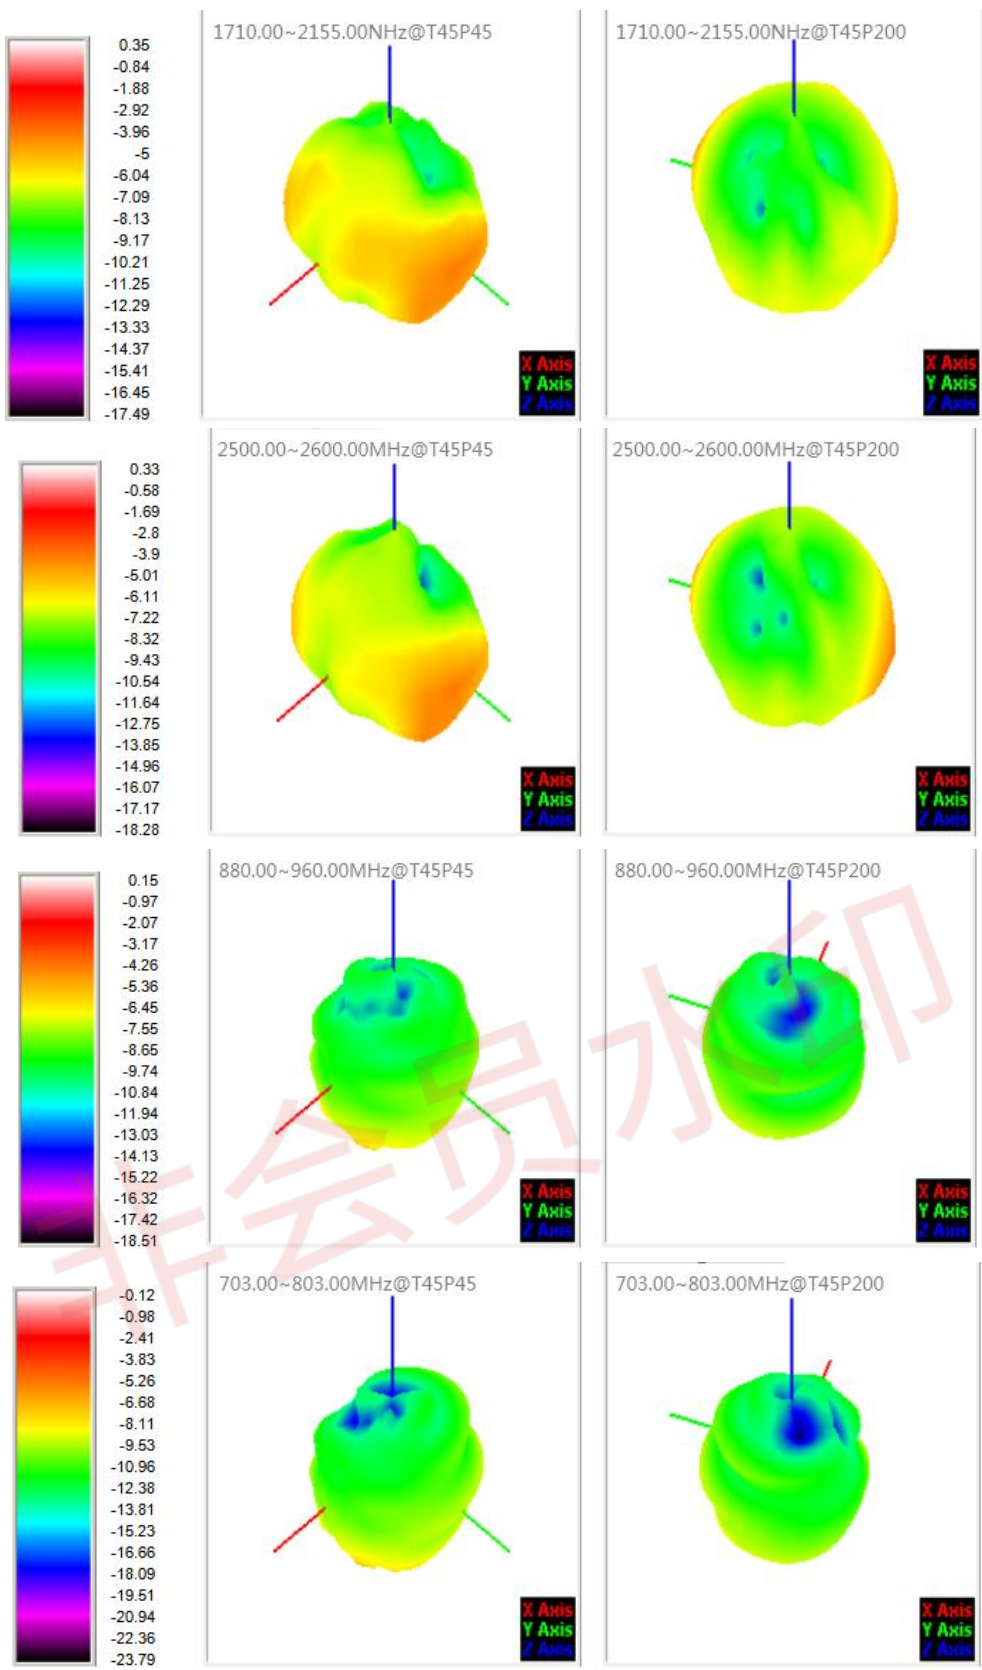 1710.00~2155.00NHz@T45P45
1710.00~2155.00NHz@T45P200
0.35
-0.84
-1.88
-2.92
-3.96
-5
-6.04
-7.09
-8.13
-9.17
-10.21
-11.25
-12.29
-13.33
-14.37
-15.41
-16.45
-17.49
X Axis
Y Axis
Z Axis
X Axis
Y Axis
Z Axis
2500.00~2600.00MHz@T45P45
2500.00~2600.00MHz@T45P200
0.33
-0.58
-1.69
-2.8
-3.9
-5.01
-6.11
-7.22
-8.32
-9.43
-10.54
-11.64
-12.75
-13.85
-14.96
-16.07
-17.17
-18.28
X Axis
Y Axis
Z Axis
X Axis
Y Axis
Z Axis
880.00~960.00MHz@T45P45
880.00~960.00MHz@T45P200
0.15
-0.97
-2.07
-3.17
-4.26
-5.36
-6.45
-7.55
-8.65
-9.74
-10.84
-11.94
-13.03
-14.13
-15.22
-16.32
-17.42
-18.51
X Axis
Y Axis
Z Axis
X Axis
Y Axis
Z Axis
非会员水印
703.00~803.00MHz@T45P45
703.00~803.00MHz@T45P200
-0.12
-0.98
-2.41
-3.83
-5.26
-6.68
-8.11
-9.53
-10.96
-12.38
-13.81
-15.23
-16.66
-18.09
-19.51
-20.94
-22.36
-23.79
X Axis
Y Axis
Z Axis
X Axis
Y Axis
Z Axis